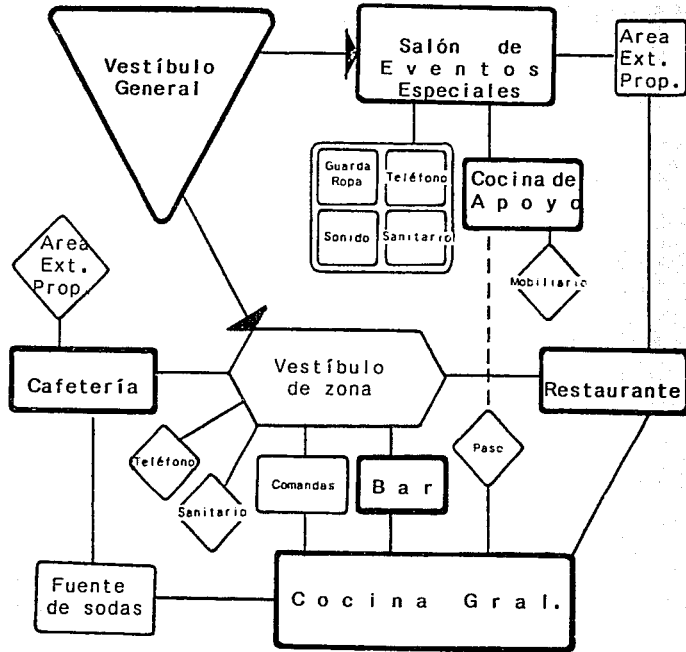 Vestíbulo
General
Salón de
Eventos
Especiales
Area
Ext.
Prop.
Guarda
Ropa
Teléfono
Sonido
Sanitario
Cocina de
Apoyo
Mobiliario
Area
Ext.
Prop.
Cafetería
Vestíbulo
de zona
Restaurante
Teléfono
Sanitario
Comandas
Bar
Paso
Fuente
de sodas
Cocina Gral.